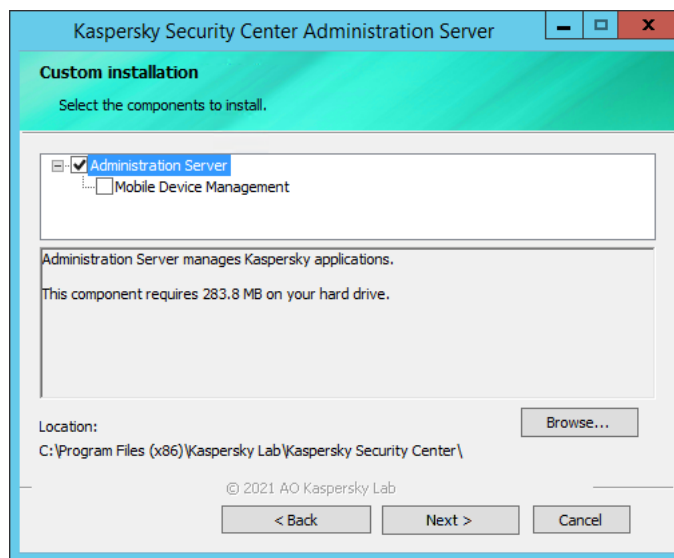 Kaspersky Security Center Administration Server
Custom installation
Select the components to install.
Administration Server
Mobile Device Management
Administration Server manages Kaspersky applications.
This component requires 283.8 MB on your hard drive.
Browse...
Location:
C:\Program Files (x86)\Kaspersky Lab\Kaspersky Security Center\
© 2021 AO Kaspersky Lab
< Back
Next >
Cancel